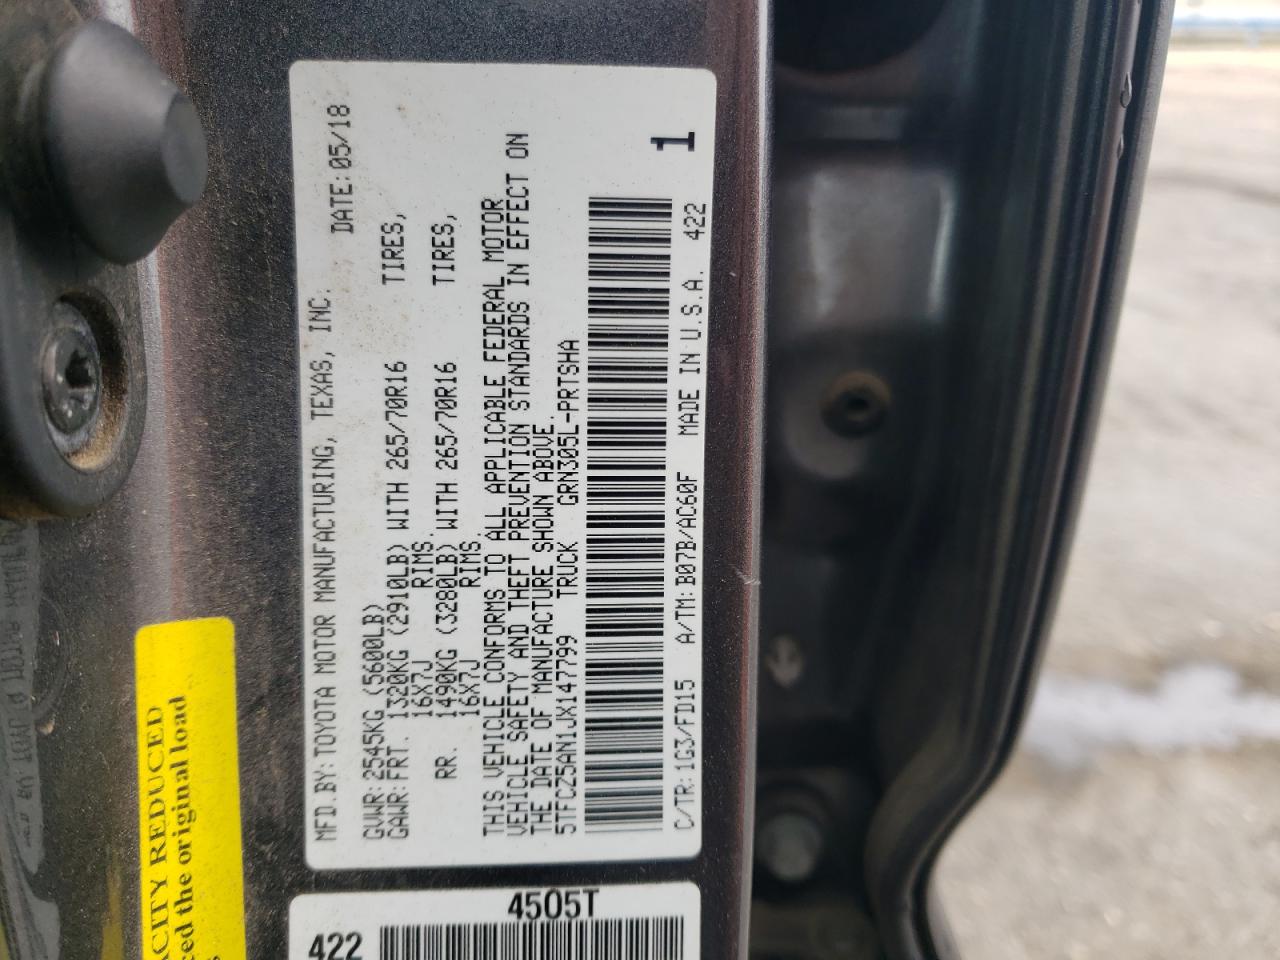 MFD.BY: TOYOTA MOTOR MANUFACTURING, TEXAS, INC.
DATE: 05/18
GVWR: 2545KG (5600LB)
GAWR: FRT. 1320KG (2910LB) WITH 265/70R16 TIRES,
16X7J RIMS.
RR. 1490KG (3280LB) WITH 265/70R16 TIRES,
16X7J RIMS.
THIS VEHICLE CONFORMS TO ALL APPLICABLE FEDERAL MOTOR
VEHICLE SAFETY AND THEFT PREVENTION STANDARDS IN EFFECT ON
THE DATE OF MANUFACTURE SHOWN ABOVE.
5TFCZ5AN1JX147799 TRUCK GRN305L-PRTSHA
1
C/TR: 1G3/FD15 A/TM: B07B/AC60F MADE IN U.S.A. 422
4505T
422
ACITY REDUCED
ced the original load